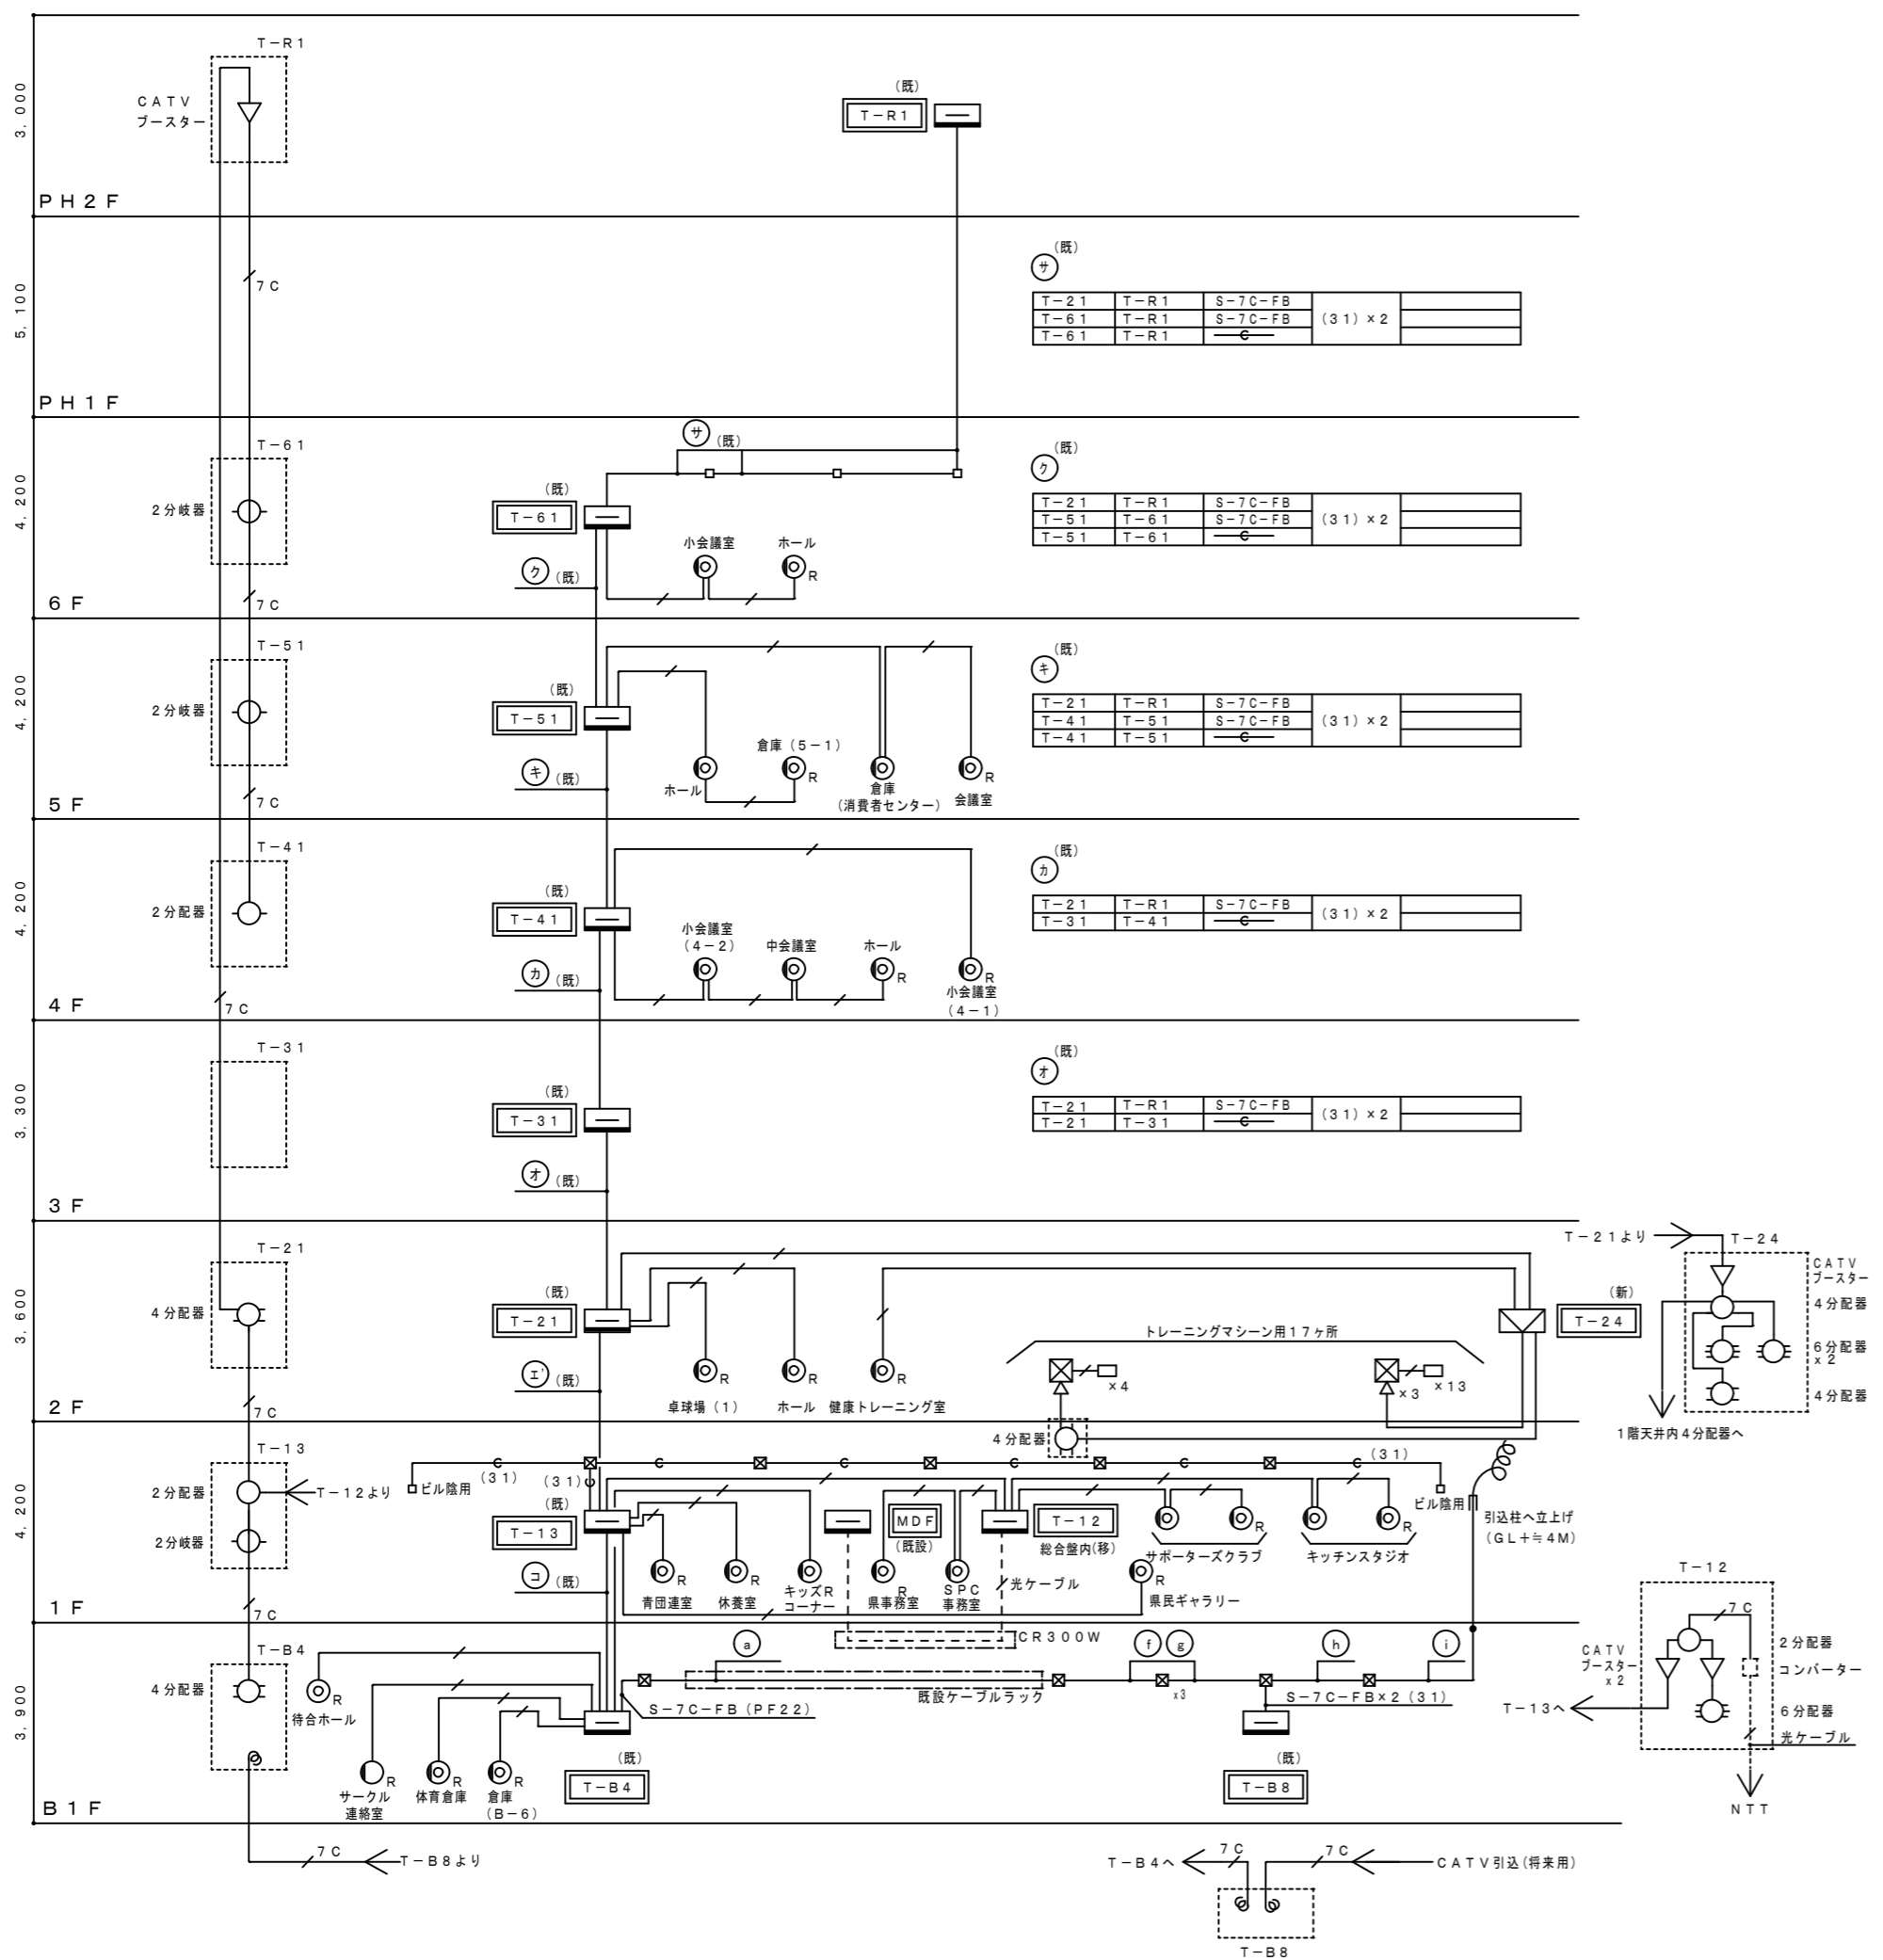 T-R1
CATV
ブースター
3,000
(既)
T-R1
PH2F
7C
5,100
(既)
サ
T-21 T-R1 S-7C-FB
T-61 T-R1 S-7C-FB (31)×2
T-61 T-R1 C
PH1F
T-61
2分岐器
4,200
サ (既)
(既)
T-61
小会議室 ホール
R
ク (既)
(既)
ク
T-21 T-R1 S-7C-FB
T-51 T-61 S-7C-FB (31)×2
T-51 T-61 C
6F
7C
T-51
2分岐器
4,200
(既)
T-51
キ (既)
ホール
倉庫(5-1)
R
倉庫
(消費者センター)
会議室
R
(既)
キ
T-21 T-R1 S-7C-FB
T-41 T-51 S-7C-FB (31)×2
T-41 T-51 C
5F
7C
T-41
2分配器
4,200
(既)
T-41
カ (既)
小会議室
(4-2)
中会議室
ホール
R
R
小会議室
(4-1)
(既)
カ
T-21 T-R1 S-7C-FB (31)×2
T-31 T-41 C
4F
7C
T-31
3,300
(既)
T-31
オ (既)
(既)
オ
T-21 T-R1 S-7C-FB (31)×2
T-21 T-31 C
3F
T-21
4分配器
3,600
(既)
T-21
エ' (既)
R R R
卓球場(1) ホール 健康トレーニング室
トレーニングマシーン用17ヶ所
×4
×3 ×13
(新)
T-24
T-21より
T-24
CATV
ブースター
4分配器
6分配器
x2
4分配器
1階天井内4分配器へ
2F
7C
T-13
2分配器
2分岐器
T-12より
4,200
4分配器
C C C C C
(31) (31) C (31)
ビル陰用
ビル陰用
(既)
T-13
コ (既)
R
青団連室
R
休養室
キッズR
コーナー
R
県事務室
MDF
(既設)
SPC
事務室
光ケーブル
T-12
総合盤内(移)
R
サポーターズクラブ
R
キッチンスタジオ
R
県民ギャラリー
引込柱へ立上げ
(GL+≒4M)
1F
7C
T-B4
4分配器
3,900
R
待合ホール
R
サークル
連絡室
R
体育倉庫
R
倉庫
(B-6)
(既)
T-B4
a
S-7C-FB(PF22)
既設ケーブルラック
CR300W
f g
x3
h i
S-7C-FB×2(31)
(既)
T-B8
T-12
7C
CATV
ブースター
x2
2分配器
コンバーター
6分配器
光ケーブル
T-13へ
NTT
B1F
7C
T-B8より
T-B4へ
7C
7C
CATV引込(将来用)
T-B8